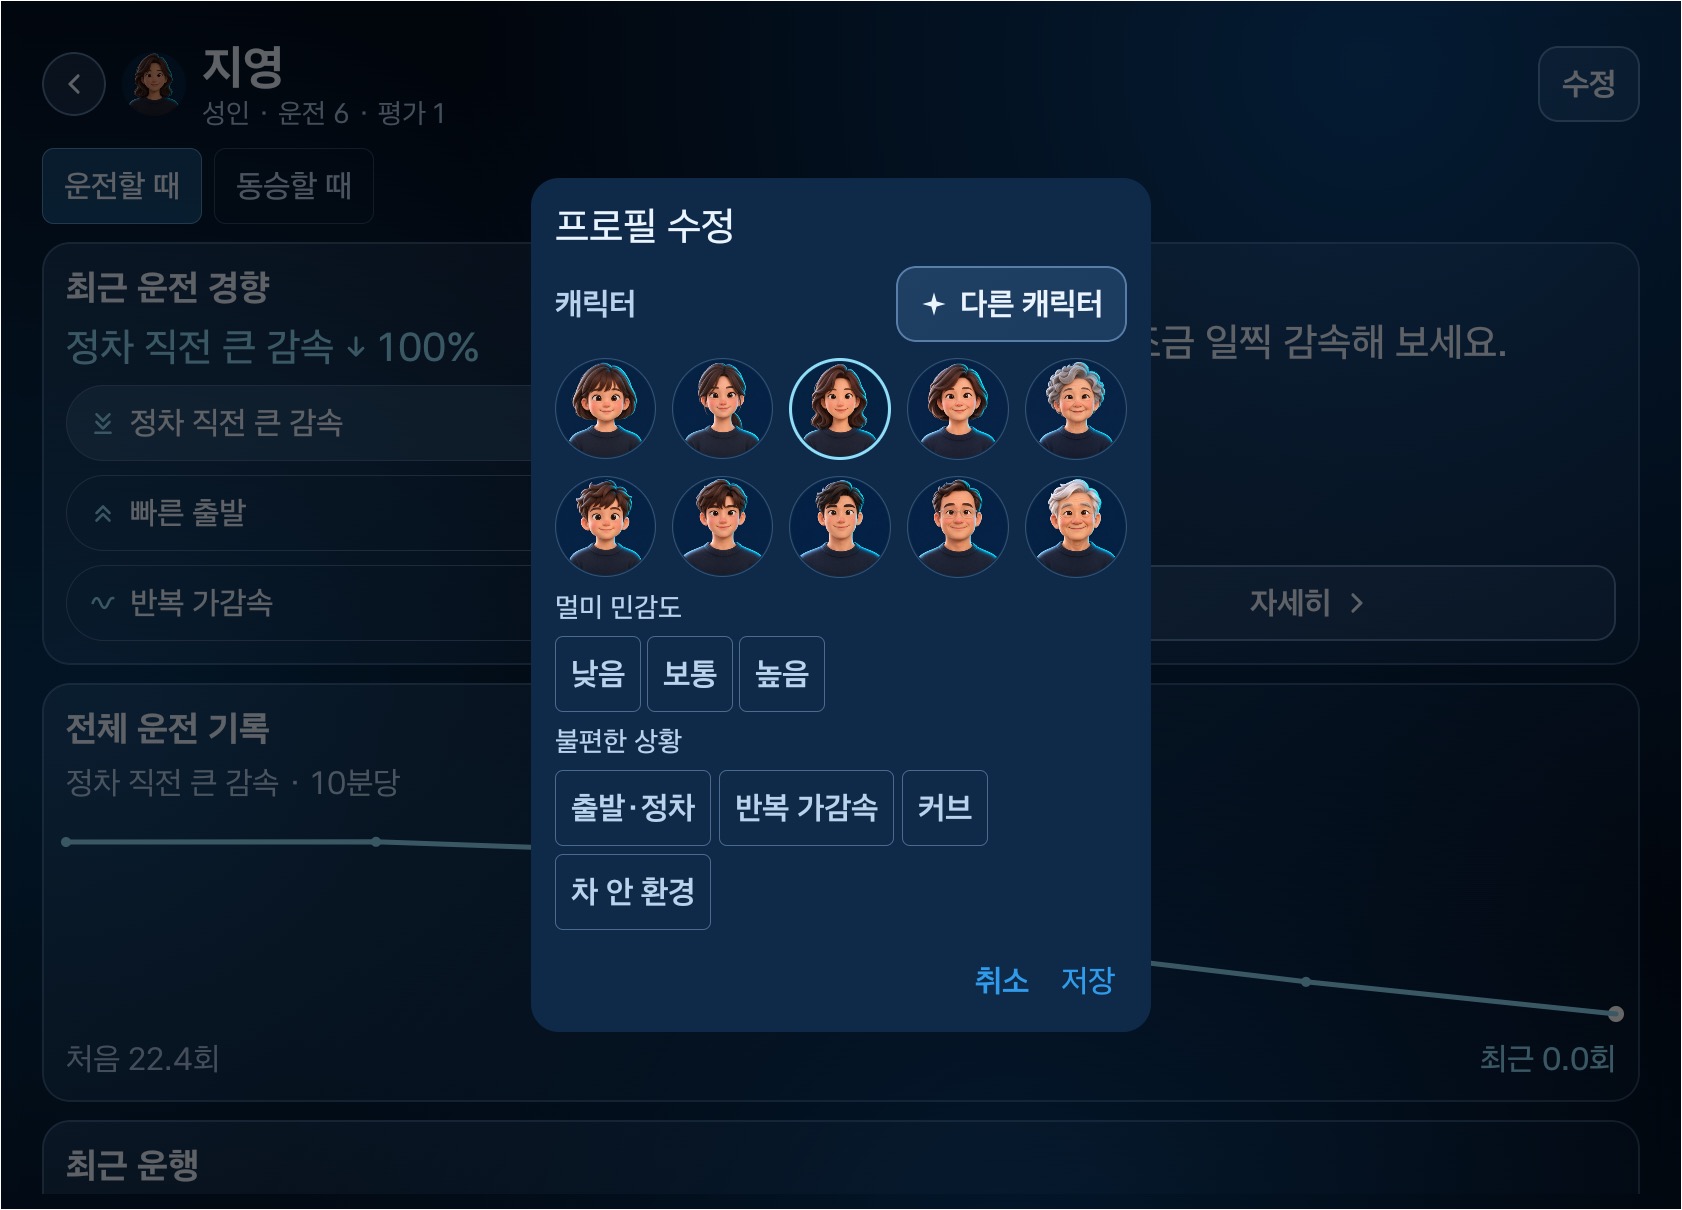 지영
성인 · 운전 6 · 평가 1
수정
운전할 때
동승할 때
최근 운전 경향
정차 직전 큰 감속 ↓ 100%
정차 직전 큰 감속
빠른 출발
반복 가감속
조금 일찍 감속해 보세요.
자세히
프로필 수정
캐릭터
다른 캐릭터
멀미 민감도
낮음
보통
높음
불편한 상황
출발·정차
반복 가감속
커브
차 안 환경
취소
저장
전체 운전 기록
정차 직전 큰 감속 · 10분당
처음 22.4회
최근 0.0회
최근 운행